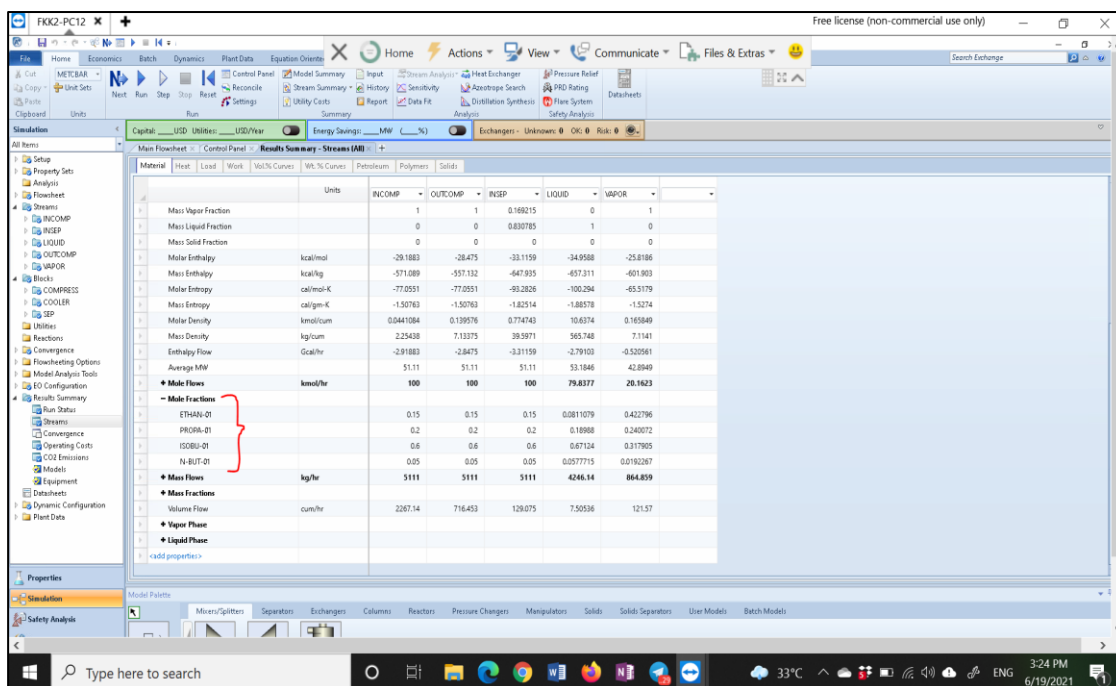 FKK2-PC12
Free license (non-commercial use only)
Home Actions View Communicate Files & Extras
File Home Economics Batch Dynamics Plant Data Equation Oriente
Search Exchange
Cut METCBAR Control Panel Model Summary Input Stream Analysis Heat Exchanger Pressure Relief
Copy Unit Sets Next Run Step Stop Reset Reconcile Stream Summary History Sensitivity Azeotrope Search PRD Rating Datasheets
Paste Settings Utility Costs Report Data Fit Distillation Synthesis Flare System
Clipboard Units Run Summary Analysis Safety Analysis
Simulation
Capital: ____USD Utilities: ____USD/Year Energy Savings: ____MW (____%) Exchangers - Unknown: 0 OK: 0 Risk: 0
All Items
Main Flowsheet Control Panel Results Summary - Streams (All) +
Setup
Property Sets
Analysis
Flowsheet
Streams
INCOMP
INSEP
LIQUID
OUTCOMP
VAPOR
Blocks
COMPRESS
COOLER
SEP
Utilities
Reactions
Convergence
Flowsheeting Options
Model Analysis Tools
EO Configuration
Results Summary
Run Status
Streams
Convergence
Operating Costs
CO2 Emissions
Models
Equipment
Datasheets
Dynamic Configuration
Plant Data
Properties
Simulation
Safety Analysis
Material Heat Load Work Vol.% Curves Wt. % Curves Petroleum Polymers Solids
Units INCOMP OUTCOMP INSEP LIQUID VAPOR
Mass Vapor Fraction 1 1 0.169215 0 1
Mass Liquid Fraction 0 0 0.830785 1 0
Mass Solid Fraction 0 0 0 0 0
Molar Enthalpy kcal/mol -29.1883 -28.475 -33.1159 -34.9588 -25.8186
Mass Enthalpy kcal/kg -571.089 -557.132 -647.935 -657.311 -601.903
Molar Entropy cal/mol-K -77.0551 -77.0551 -93.2826 -100.294 -65.5179
Mass Entropy cal/gm-K -1.50763 -1.50763 -1.82514 -1.88578 -1.5274
Molar Density kmol/cum 0.0441084 0.139576 0.774743 10.6374 0.165849
Mass Density kg/cum 2.25438 7.13375 39.5971 565.748 7.1141
Enthalpy Flow Gcal/hr -2.91883 -2.8475 -3.31159 -2.79103 -0.520561
Average MW 51.11 51.11 51.11 53.1846 42.8949
+ Mole Flows kmol/hr 100 100 100 79.8377 20.1623
− Mole Fractions
ETHAN-01 0.15 0.15 0.15 0.0811079 0.422796
PROPA-01 0.2 0.2 0.2 0.18988 0.240072
ISOBU-01 0.6 0.6 0.6 0.67124 0.317905
N-BUT-01 0.05 0.05 0.05 0.0577715 0.0192267
+ Mass Flows kg/hr 5111 5111 5111 4246.14 864.859
+ Mass Fractions
Volume Flow cum/hr 2267.14 716.453 129.075 7.50536 121.57
+ Vapor Phase
+ Liquid Phase
<add properties>
Model Palette
Mixers/Splitters Separators Exchangers Columns Reactors Pressure Changers Manipulators Solids Solids Separators User Models Batch Models
Type here to search
33°C ENG 3:24 PM
6/19/2021